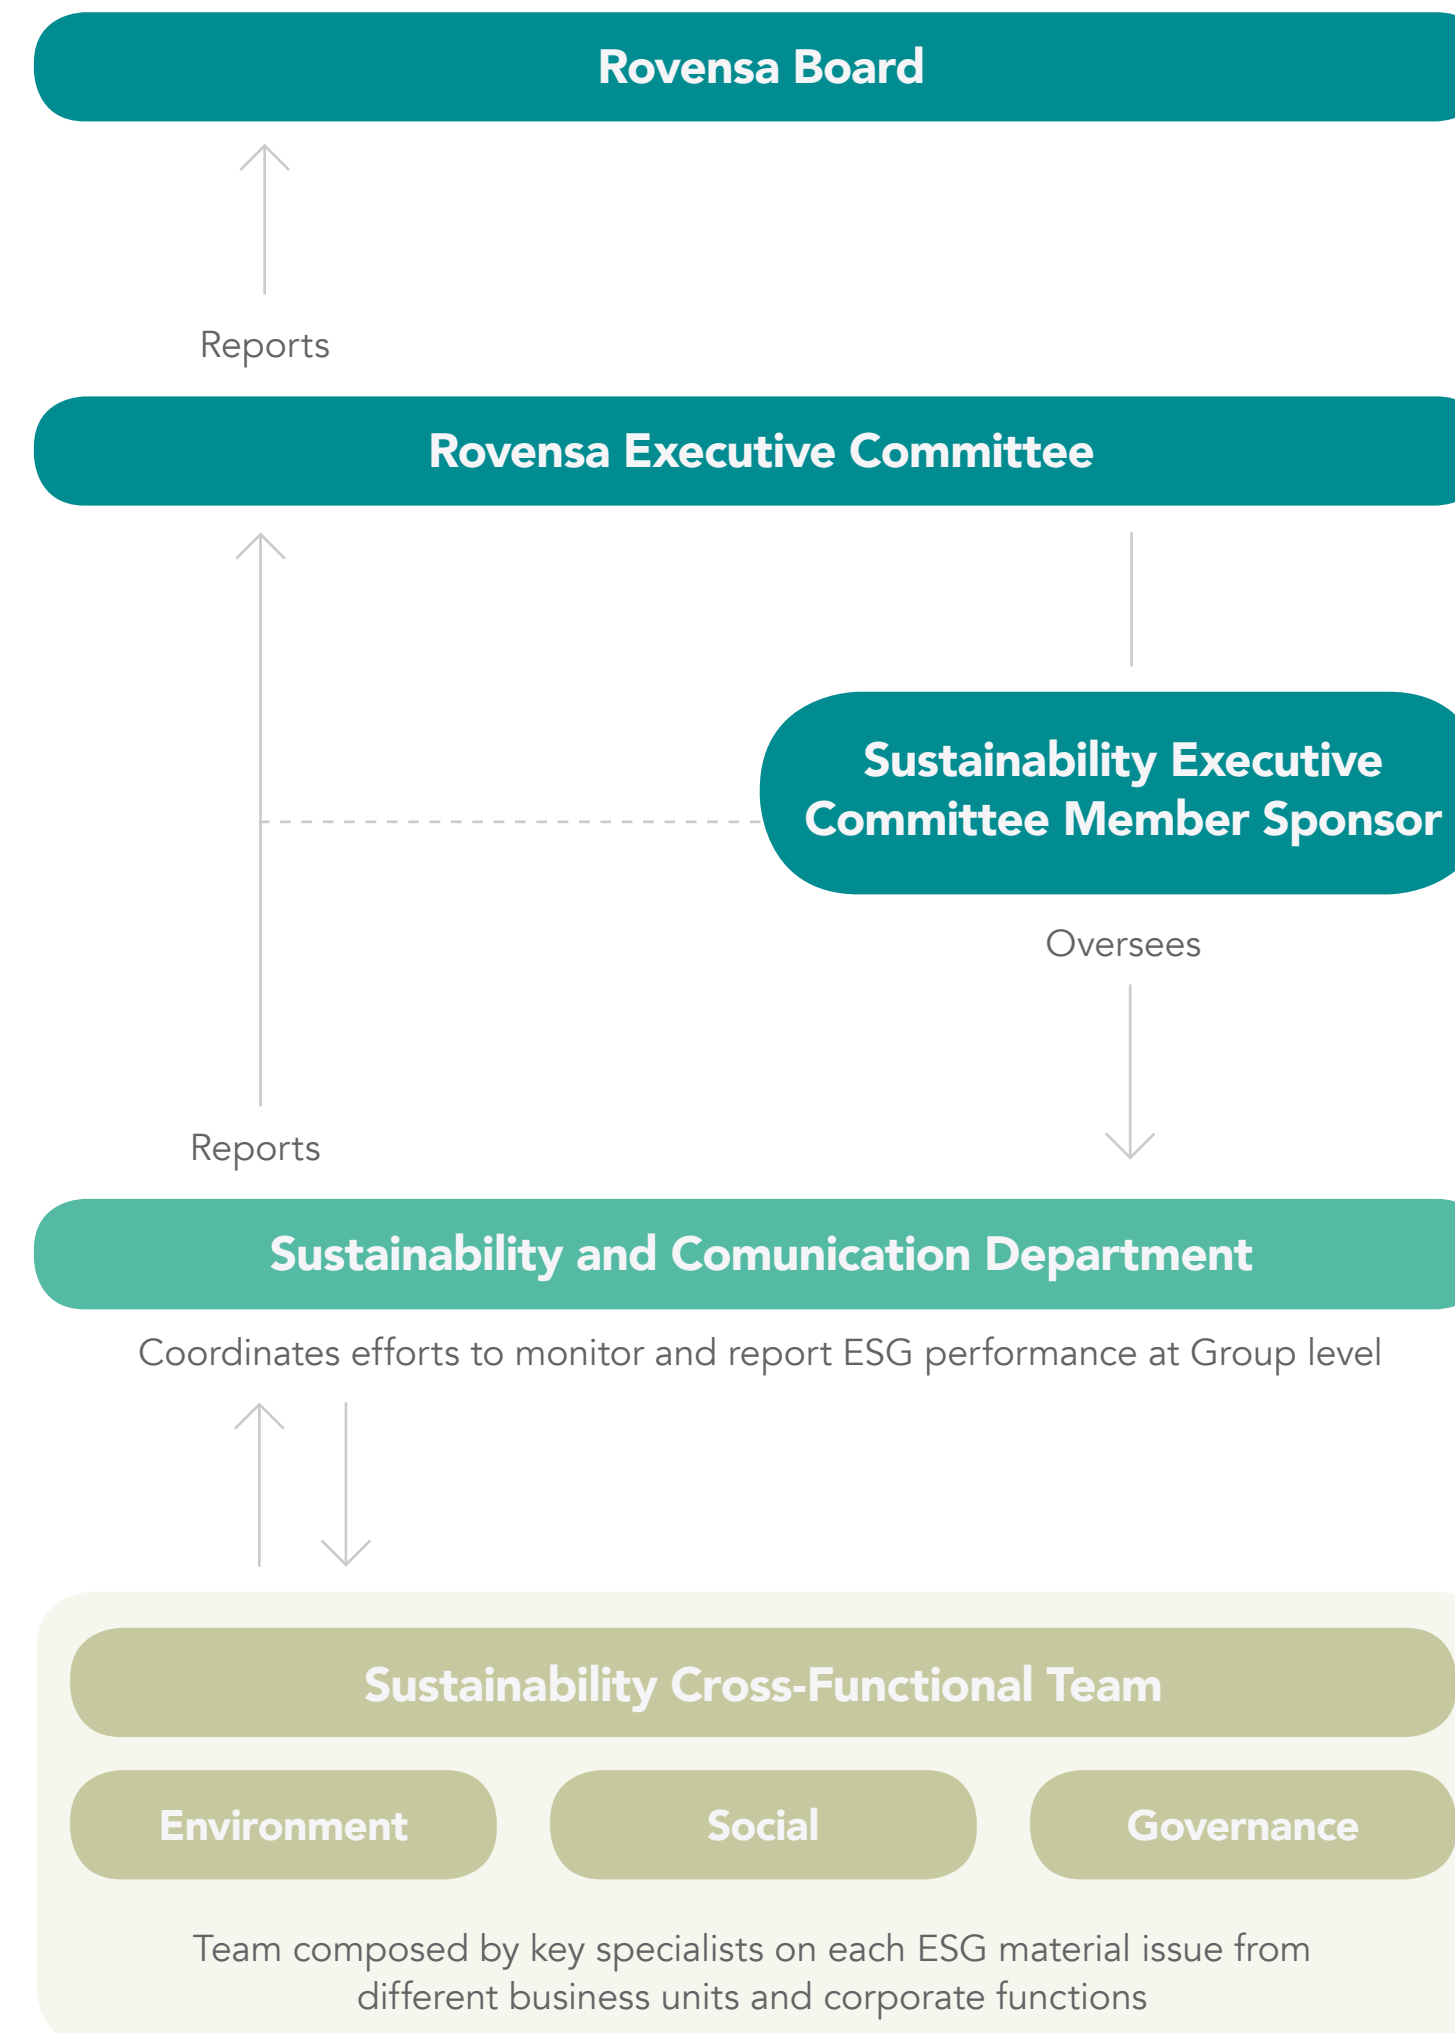 Rovensa Board
Reports
Rovensa Executive Committee
Sustainability Executive
Committee Member Sponsor
Oversees
Reports
Sustainability and Comunication Department
Coordinates efforts to monitor and report ESG performance at Group level
Sustainability Cross-Functional Team
Environment
Social
Governance
Team composed by key specialists on each ESG material issue from
different business units and corporate functions